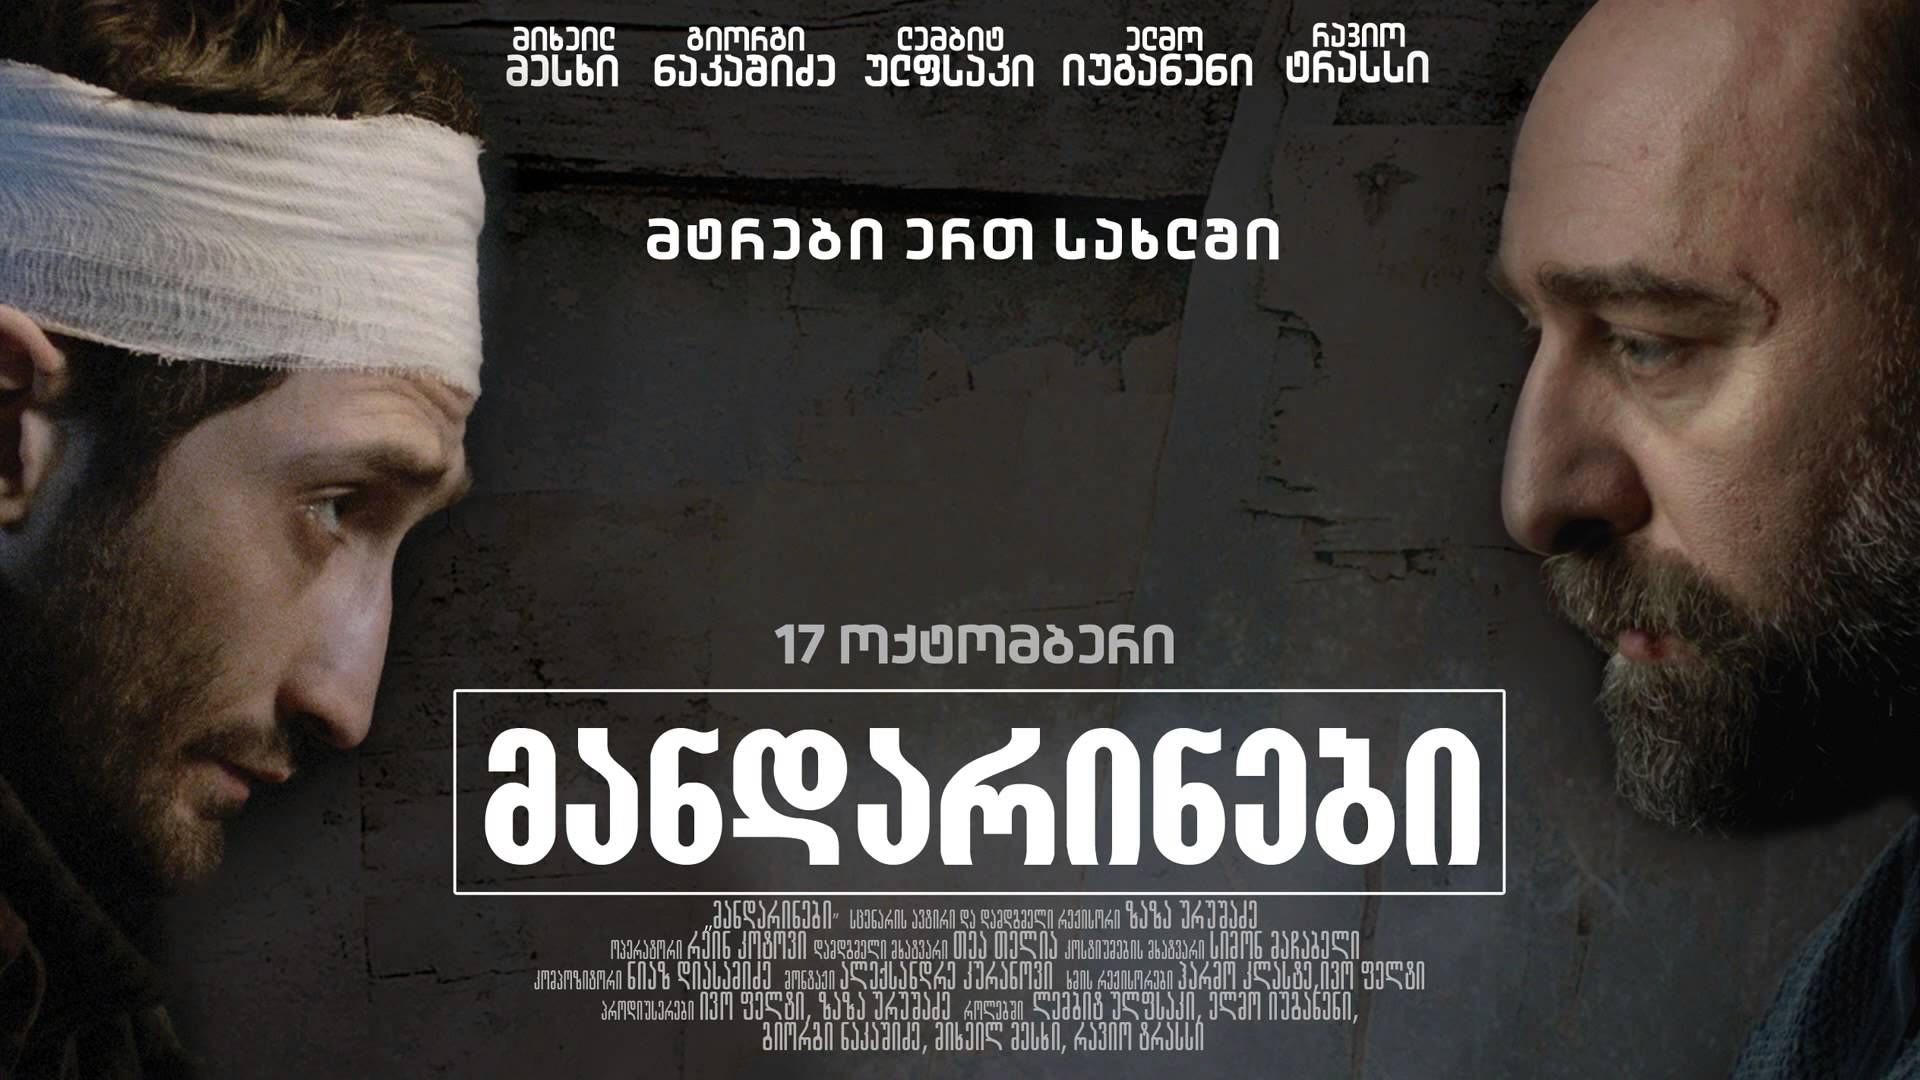 მიხეილ გიორგი ლემბიტ ელმო რაივო
მესხი ნაკაშიძე ულფსაკი იუგანენი ტრასსი
მტრები ერთ სახლში
17 ოქტომბერი
მანდარინები
„მანდარინები” სცენარის ავტორი და დამდგმელი რეჟისორი ზაზა ურუშაძე
ოპერატორი რეინ კოტოვი დამდგმელი მხატვარი თეა თელია კოსტიუმების მხატვარი სიმონ მაჩაბელი
კომპოზიტორი ნიაზ დიასამიძე მონტაჟი ალექსანდრე კურანოვი ხმის რეჟისორები ჰარმო კლასტე, ივო ფელტი
პროდიუსერები ივო ფელტი, ზაზა ურუშაძე როლებში ლემბიტ ულფსაკი, ელმო იუგანენი,
გიორგი ნაკაშიძე, მიხეილ მესხი, რაივო ტრასსი